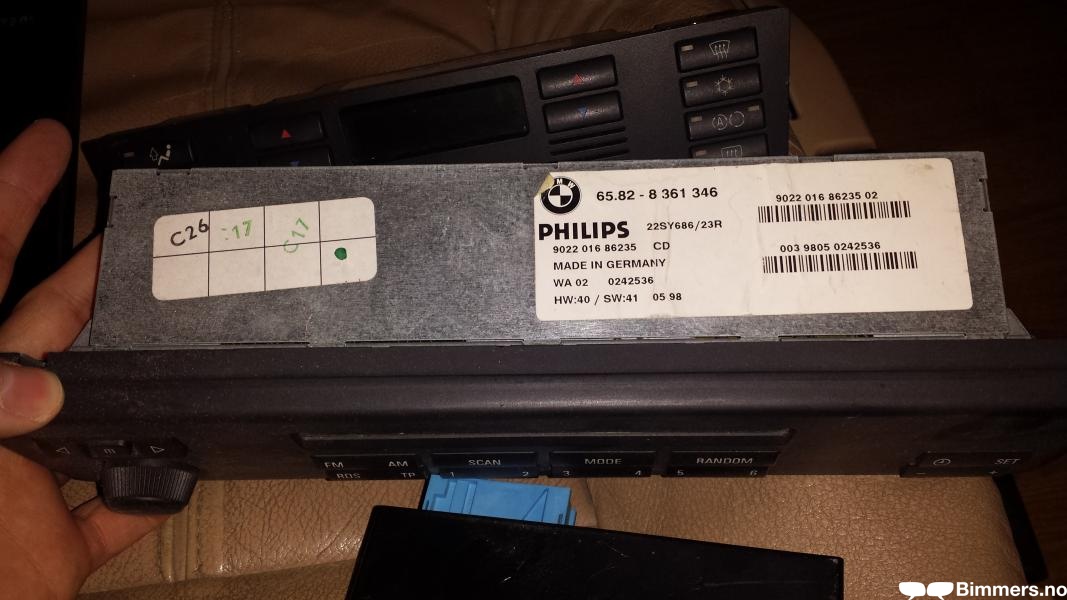 C26
:17
C17
BMW
65.82 - 8 361 346
PHILIPS 22SY686/23R
9022 016 86235 CD
MADE IN GERMANY
WA 02 0242536
HW:40 / SW:41 05 98
9022 016 86235 02
003 9805 0242536
A
m
FM AM
RDS TP
SCAN
1 2
MODE
3 4
RANDOM
5 6
SET
- +
Bimmers.no